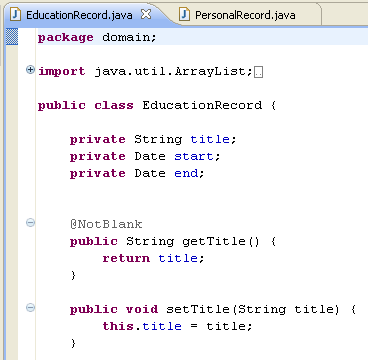 EducationRecord.java PersonalRecord.java
package domain;
import java.util.ArrayList;
public class EducationRecord {
private String title;
private Date start;
private Date end;
@NotBlank
public String getTitle() {
return title;
}
public void setTitle(String title) {
this.title = title;
}